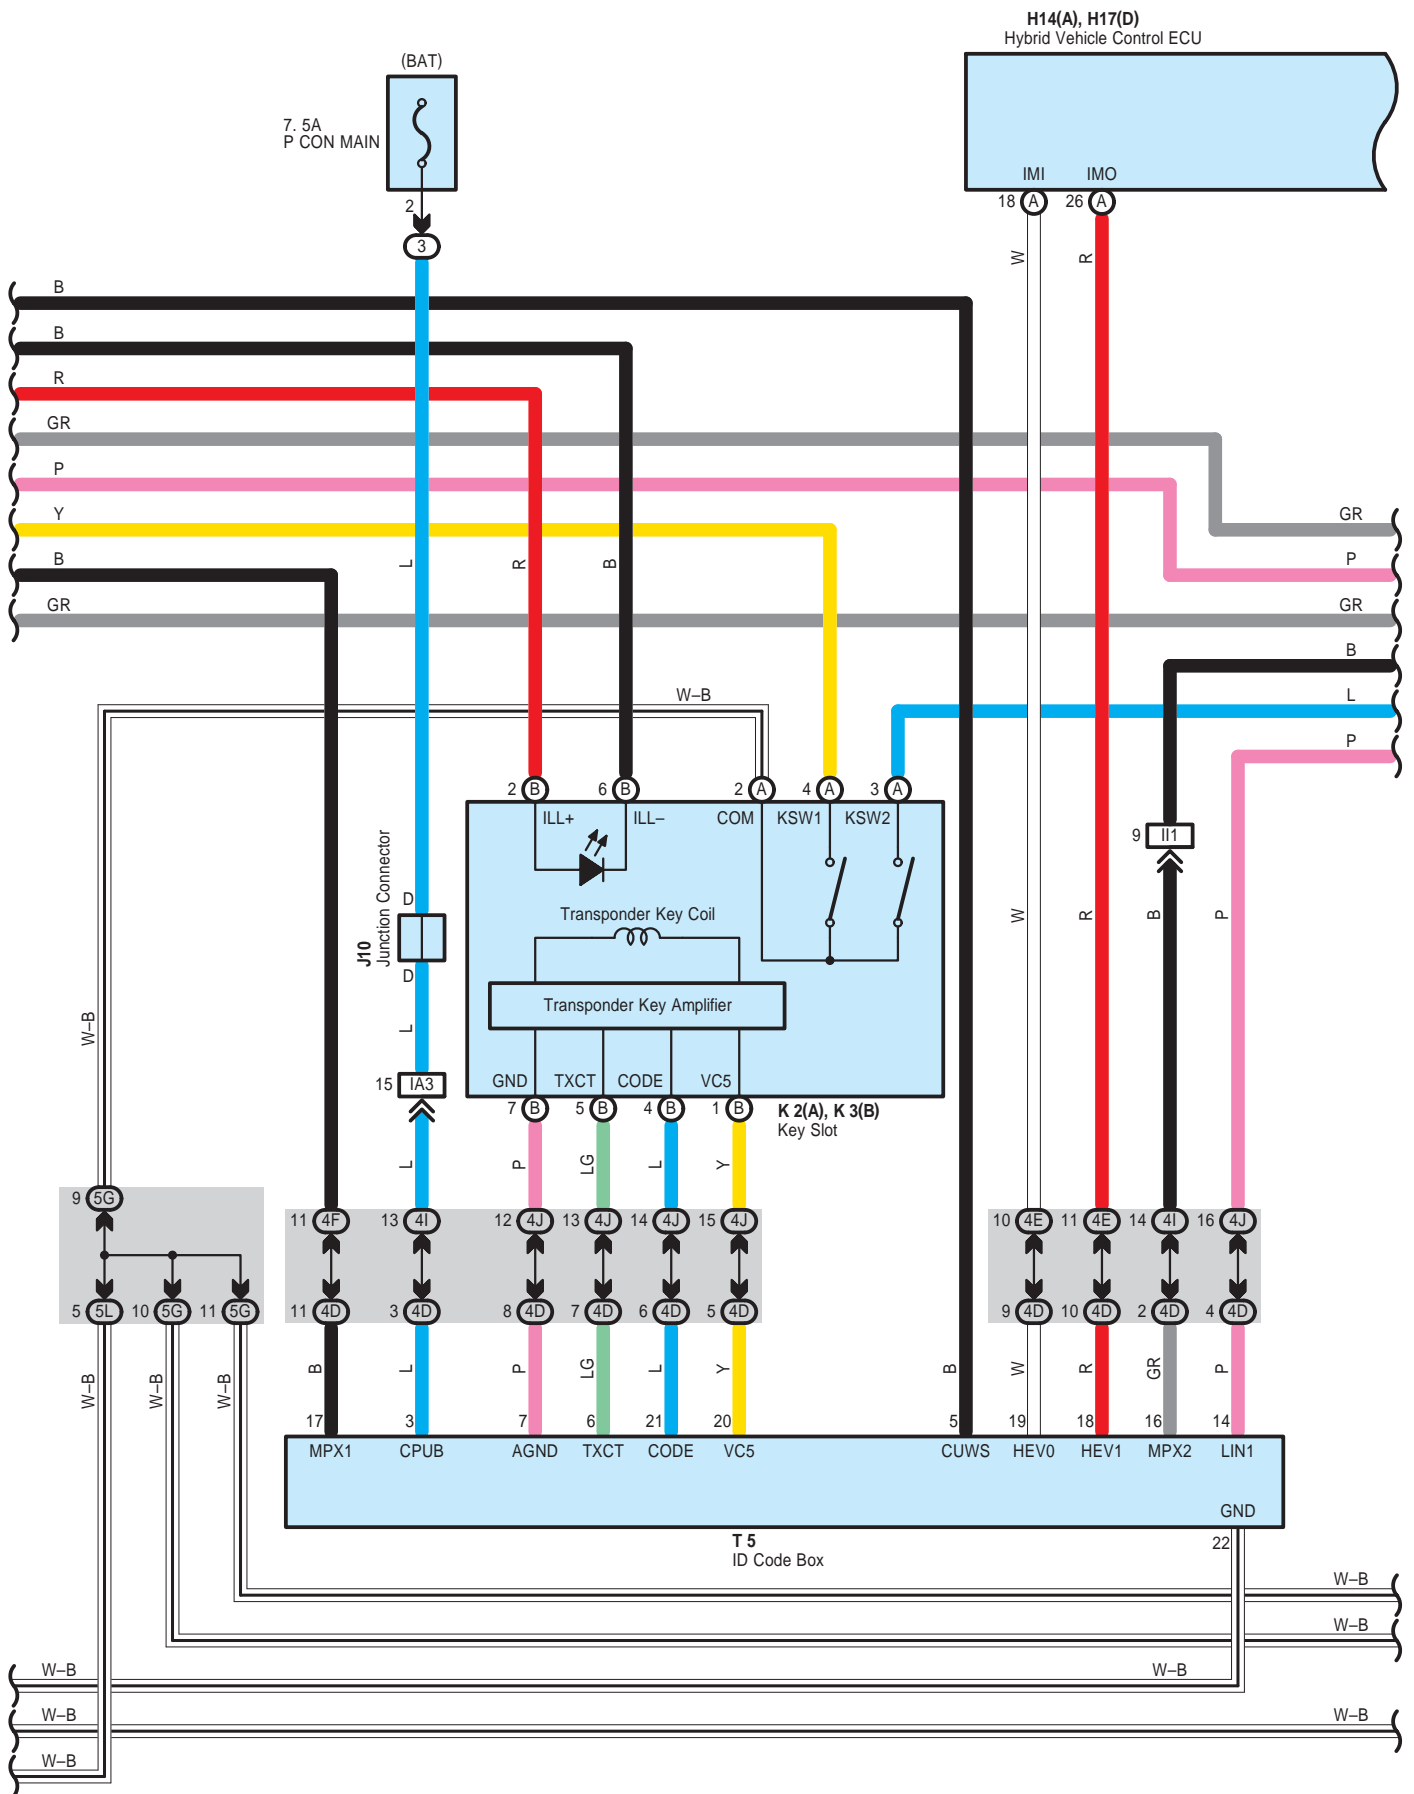 H14(A), H17(D)
Hybrid Vehicle Control ECU
(BAT)
7. 5A
P CON MAIN
2
3
IMI IMO
18 A 26 A
W R
B
B
R
GR
P
Y
B
GR
L R B
GR
P
GR
B
L
P
W–B
2 B 6 B 2 A 4 A 3 A
ILL+ ILL– COM KSW1 KSW2
9 II1
D
J10
Junction Connector
D
Transponder Key Coil
W R B P
Transponder Key Amplifier
W–B
L
15 IA3
GND TXCT CODE VC5
7 B 5 B 4 B 1 B
K 2(A), K 3(B)
Key Slot
L P LG L Y
9 5G
11 4F 13 4I 12 4J 13 4J 14 4J 15 4J 10 4E 11 4E 14 4I 16 4J
5 5L 10 5G 11 5G 11 4D 3 4D 8 4D 7 4D 6 4D 5 4D 9 4D 10 4D 2 4D 4 4D
W–B W–B W–B B L P LG L Y B W R GR P
17 3 7 6 21 20 5 19 18 16 14
MPX1 CPUB AGND TXCT CODE VC5 CUWS HEV0 HEV1 MPX2 LIN1
GND
22
T 5
ID Code Box
W–B
W–B
W–B W–B
W–B W–B
W–B